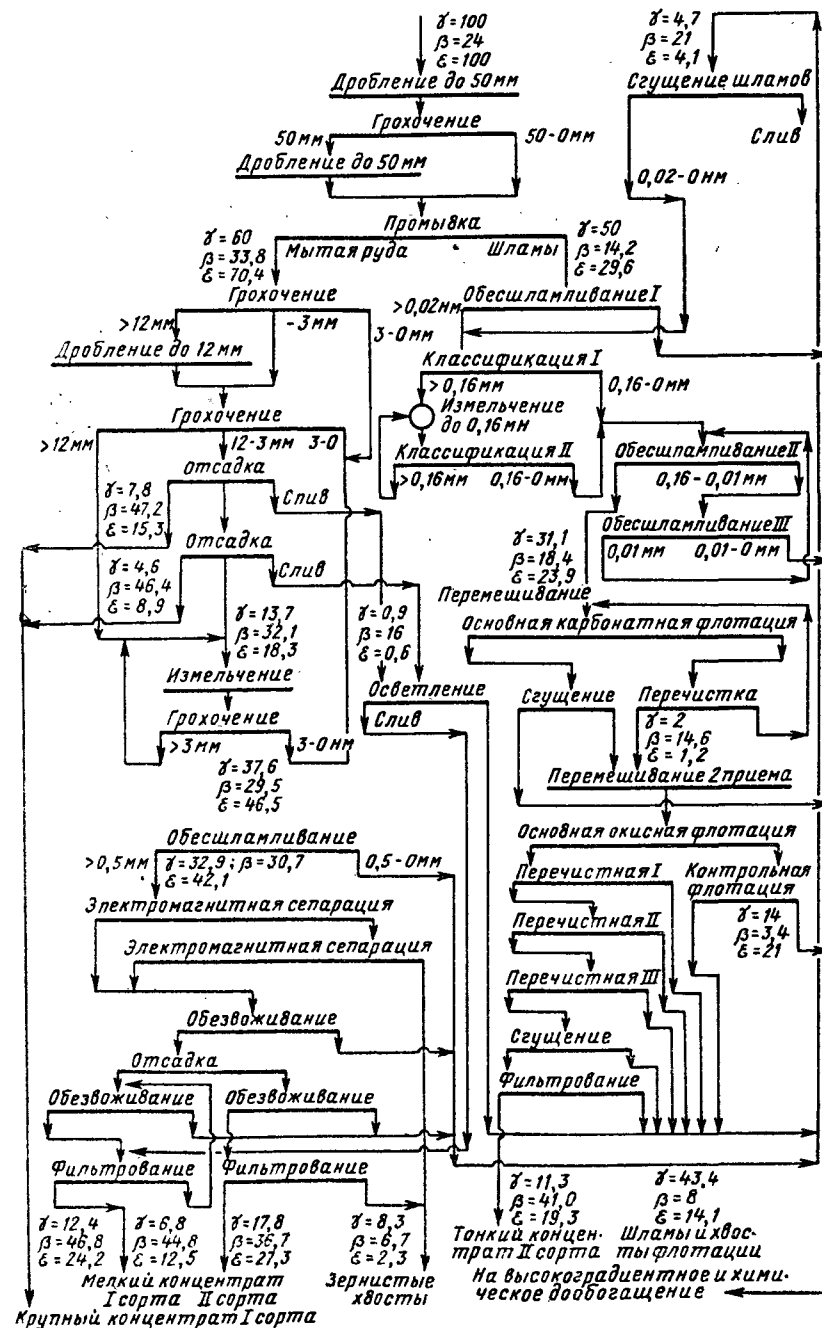 γ=100
β=24
ε=100
Дробление до 50мм
Грохочение
50мм
50-0мм
Дробление до 50мм
γ=4,7
β=21
ε=4,1
Сгущение шламов
Слив
0,02-0мм
Промывка
Мытая руда
Шламы
γ=60
β=33,8
ε=70,4
γ=50
β=14,2
ε=29,6
Грохочение
>12мм
-3мм
3-0мм
Дробление до 12мм
Обесшламливание I
>0,02мм
Классификация I
>0,16мм
0,16-0мм
Измельчение
до 0,16мм
Классификация II
>0,16мм
0,16-0мм
Обесшламливание II
0,16-0,01мм
Обесшламливание III
0,01мм
0,01-0мм
Грохочение
>12мм
12-3мм
3-0
Отсадка
Слив
γ=7,8
β=47,2
ε=15,3
Отсадка
Слив
γ=4,6
β=46,4
ε=8,9
γ=13,7
β=32,1
ε=18,3
γ=0,9
β=16
ε=0,6
Измельчение
Грохочение
>3мм
3-0мм
γ=37,6
β=29,5
ε=46,5
Осветление
Слив
γ=31,1
β=18,4
ε=23,9
Перемешивание
Основная карбонатная флотация
Сгущение
Перечистка
γ=2
β=14,6
ε=1,2
Перемешивание 2приема
Основная окисная флотация
Перечистная I
Контрольная
флотация
γ=14
β=3,4
ε=21
Перечистная II
Перечистная III
Сгущение
Фильтрование
Обесшламливание
>0,5мм
γ=32,9; β=30,7
ε=42,1
0,5-0мм
Электромагнитная сепарация
Электромагнитная сепарация
Обезвоживание
Отсадка
Обезвоживание
Обезвоживание
Фильтрование
Фильтрование
γ=12,4
β=46,8
ε=24,2
γ=6,8
β=44,8
ε=12,5
γ=17,8
β=36,7
ε=27,3
γ=8,3
β=6,7
ε=2,3
γ=11,3
β=41,0
ε=19,3
γ=43,4
β=8
ε=14,1
Мелкий концентрат
I сорта II сорта
Зернистые
хвосты
Тонкий концен-
трат II сорта
Шламы и хвос-
ты флотации
На высокоградиентное и хими-
ческое дообогащение
Крупный концентрат I сорта